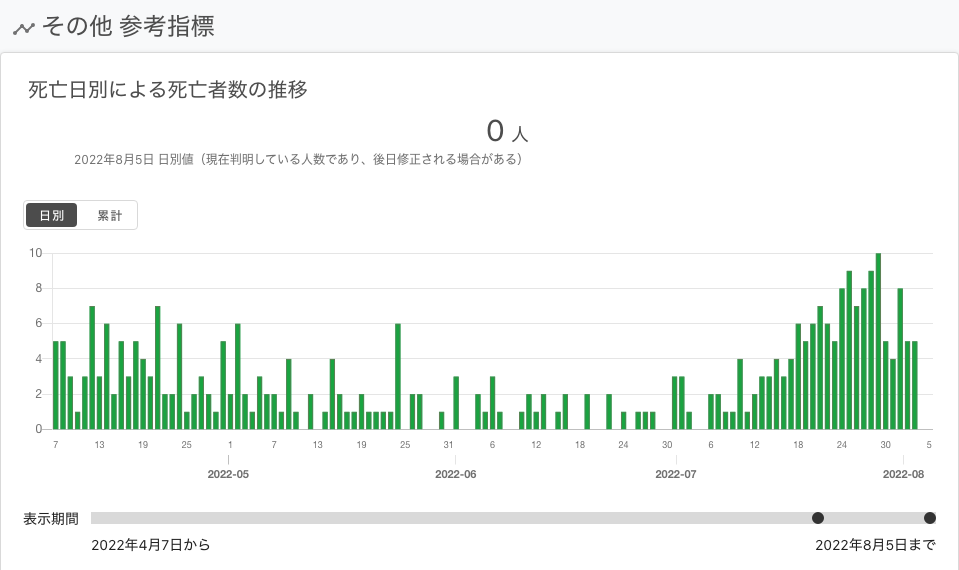 その他 参考指標
死亡日別による死亡者数の推移
0 人
2022年8月5日 日別値（現在判明している人数であり、後日修正される場合がある）
日別 累計
10
8
6
4
2
0
7 13 19 25 1 7 13 19 25 31 6 12 18 24 30 6 12 18 24 30 5
2022-05 2022-06 2022-07 2022-08
表示期間
2022年4月7日から 2022年8月5日まで